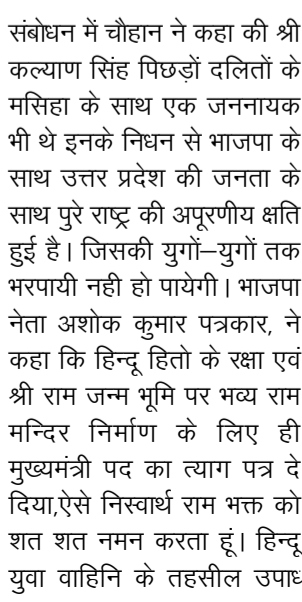 संबोधन में चौहान ने कहा की श्री
कल्याण सिंह पिछड़ों दलितों के
मसिहा के साथ एक जननायक
भी थे इनके निधन से भाजपा के
साथ उत्तर प्रदेश की जनता के
साथ पुरे राष्ट्र की अपूरणीय क्षति
हुई है। जिसकी युगों–युगों तक
भरपायी नही हो पायेगी। भाजपा
नेता अशोक कुमार पत्रकार, ने
कहा कि हिन्दू हितो के रक्षा एवं
श्री राम जन्म भूमि पर भव्य राम
मन्दिर निर्माण के लिए ही
मुख्यमंत्री पद का त्याग पत्र दे
दिया,ऐसे निस्वार्थ राम भक्त को
शत शत नमन करता हूं। हिन्दू
युवा वाहिनि के तहसील